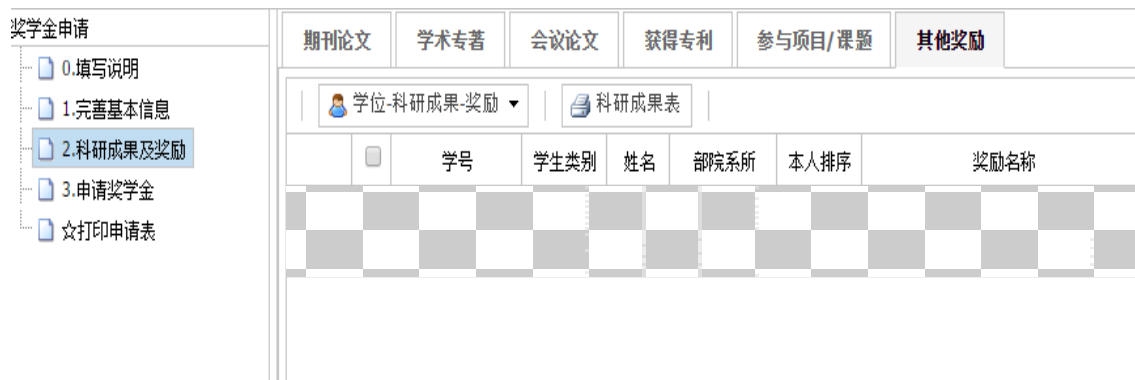 奖学金申请
0.填写说明
1.完善基本信息
2.科研成果及奖励
3.申请奖学金
☆打印申请表
期刊论文 学术专著 会议论文 获得专利 参与项目/课题 其他奖励
学位-科研成果-奖励 科研成果表
学号 学生类别 姓名 部院系所 本人排序 奖励名称